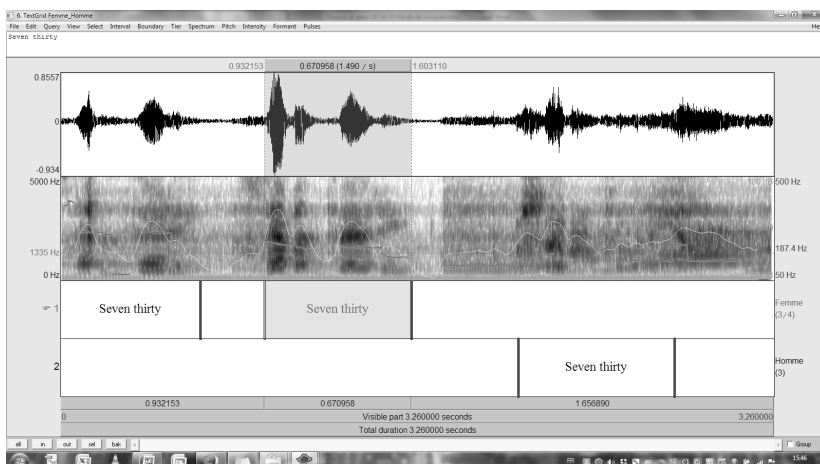 6. TextGrid Femme_Homme
File Edit Query View Select Interval Boundary Tier Spectrum Pitch Intensity Formant Pulses Hel
Seven thirty
0.932153 0.670958 (1.490 / s) 1.603110
0.8557
0
-0.934
5000 Hz 500 Hz
1335 Hz 187.4 Hz
0 Hz 50 Hz
1 Seven thirty Seven thirty Femme
(3/4)
2 Seven thirty Homme
(3)
0.932153 0.670958 1.656890
0 Visible part 3.260000 seconds 3.260000
Total duration 3.260000 seconds
all in out sel bak Group
FR 15:46